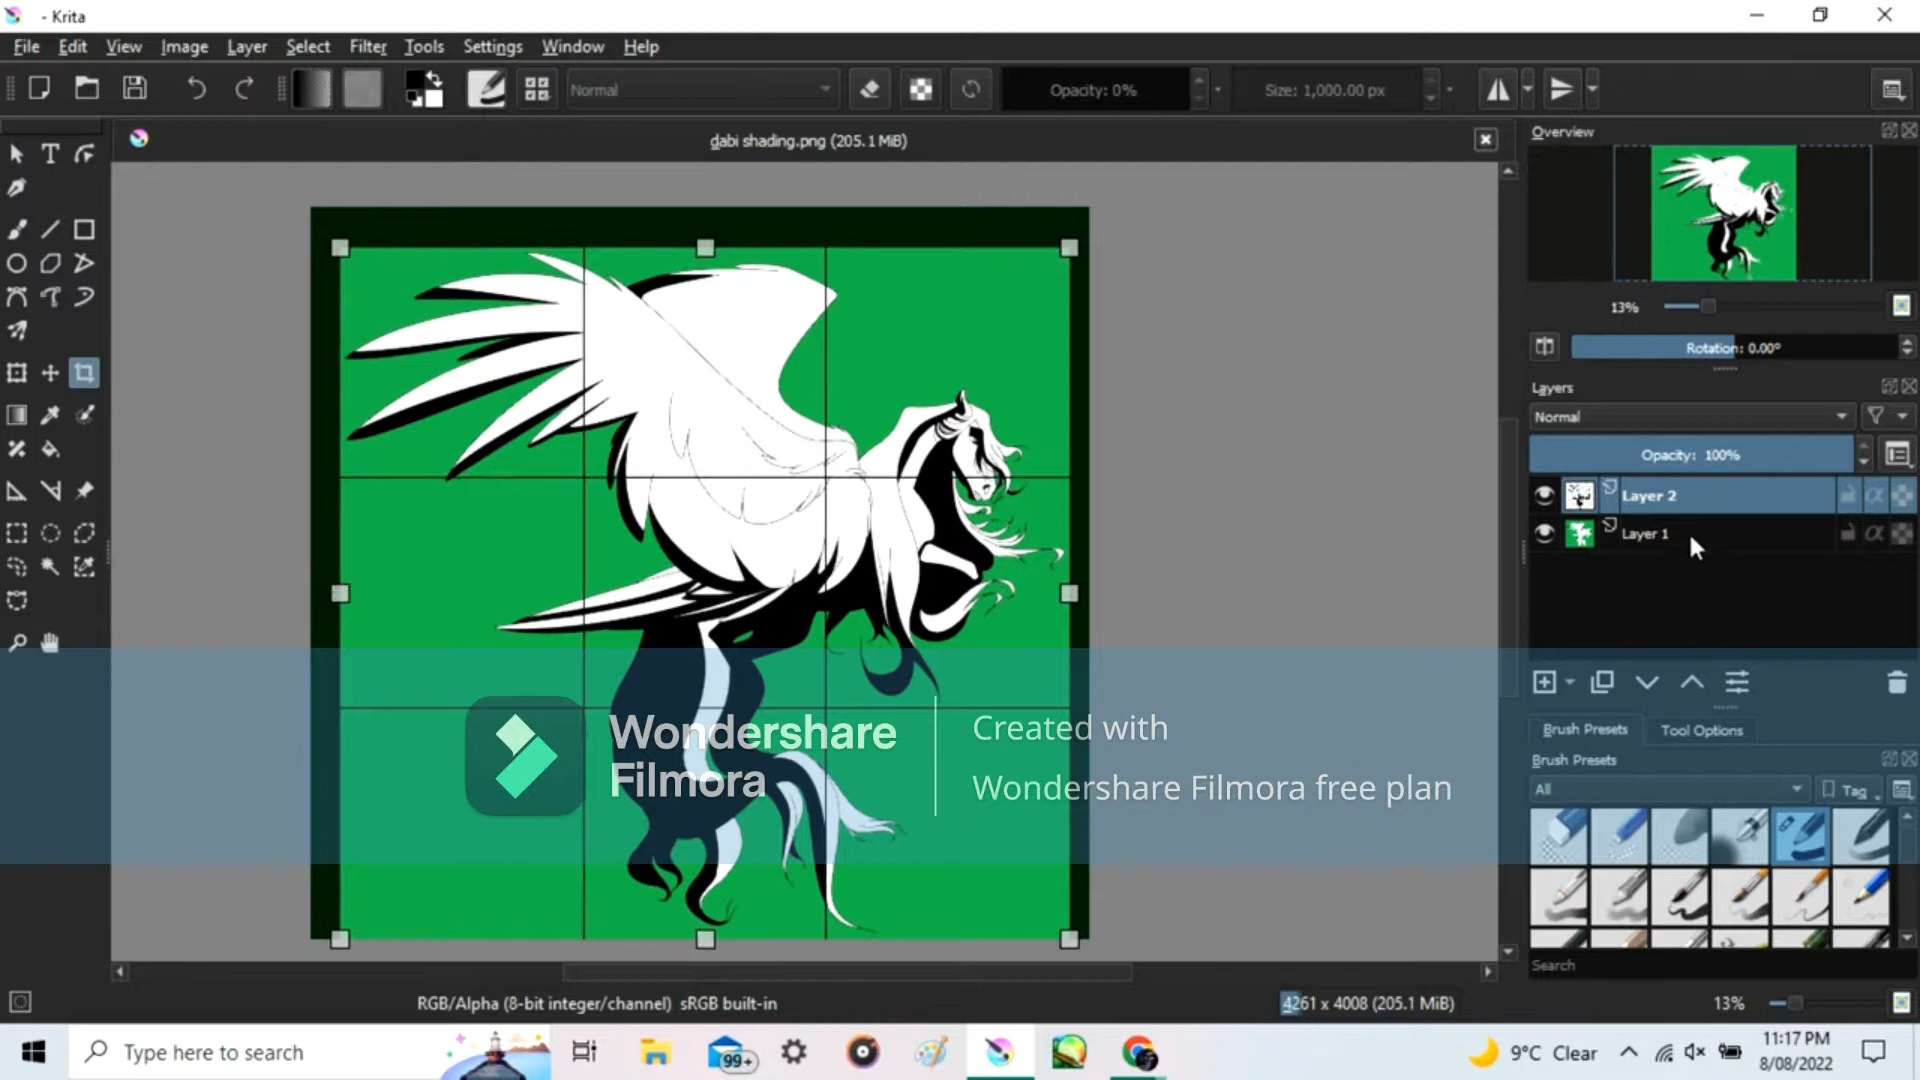 - Krita
File Edit View Image Layer Select Filter Tools Settings Window Help
Normal
Opacity: 0%
Size: 1,000.00 px
dabi shading.png (205.1 MiB)
Overview
13%
Rotation: 0.00°
Layers
Normal
Opacity: 100%
Layer 2
Layer 1
Brush Presets Tool Options
Brush Presets
All
Tag
Search
Wondershare
Filmora
Created with
Wondershare Filmora free plan
RGB/Alpha (8-bit integer/channel) sRGB built-in
4261 x 4008 (205.1 MiB)
13%
Type here to search
99+
9°C Clear
11:17 PM
8/08/2022